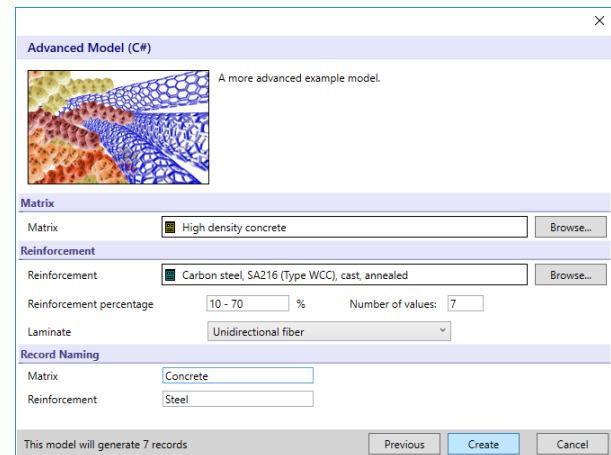 Advanced Model (C#)
A more advanced example model.
Matrix
Matrix High density concrete Browse...
Reinforcement
Reinforcement Carbon steel, SA216 (Type WCC), cast, annealed Browse...
Reinforcement percentage 10 - 70 % Number of values: 7
Laminate Unidirectional fiber
Record Naming
Matrix Concrete
Reinforcement Steel
This model will generate 7 records Previous Create Cancel